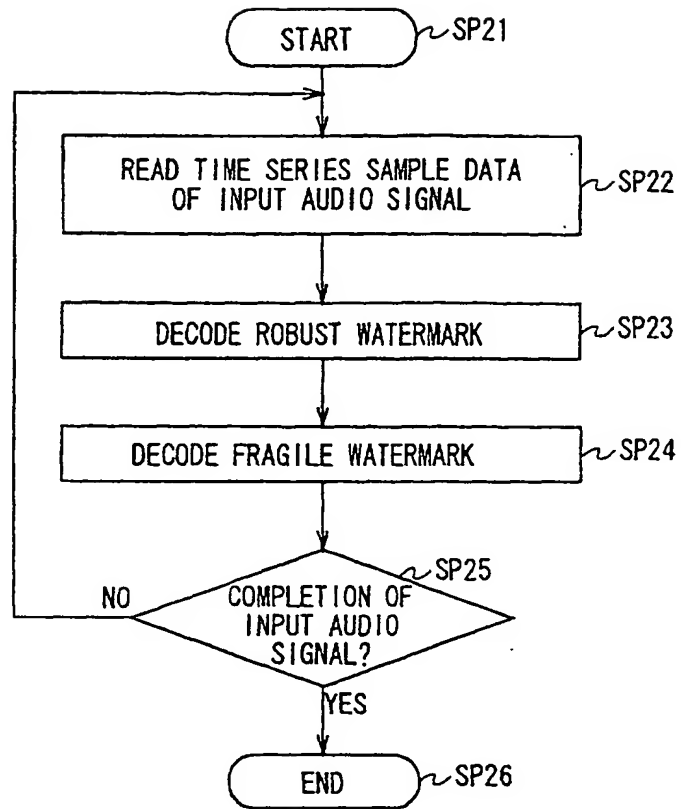 START
SP21
READ TIME SERIES SAMPLE DATA
OF INPUT AUDIO SIGNAL
SP22
DECODE ROBUST WATERMARK
SP23
DECODE FRAGILE WATERMARK
SP24
SP25
NO
COMPLETION OF
INPUT AUDIO
SIGNAL?
YES
END
SP26